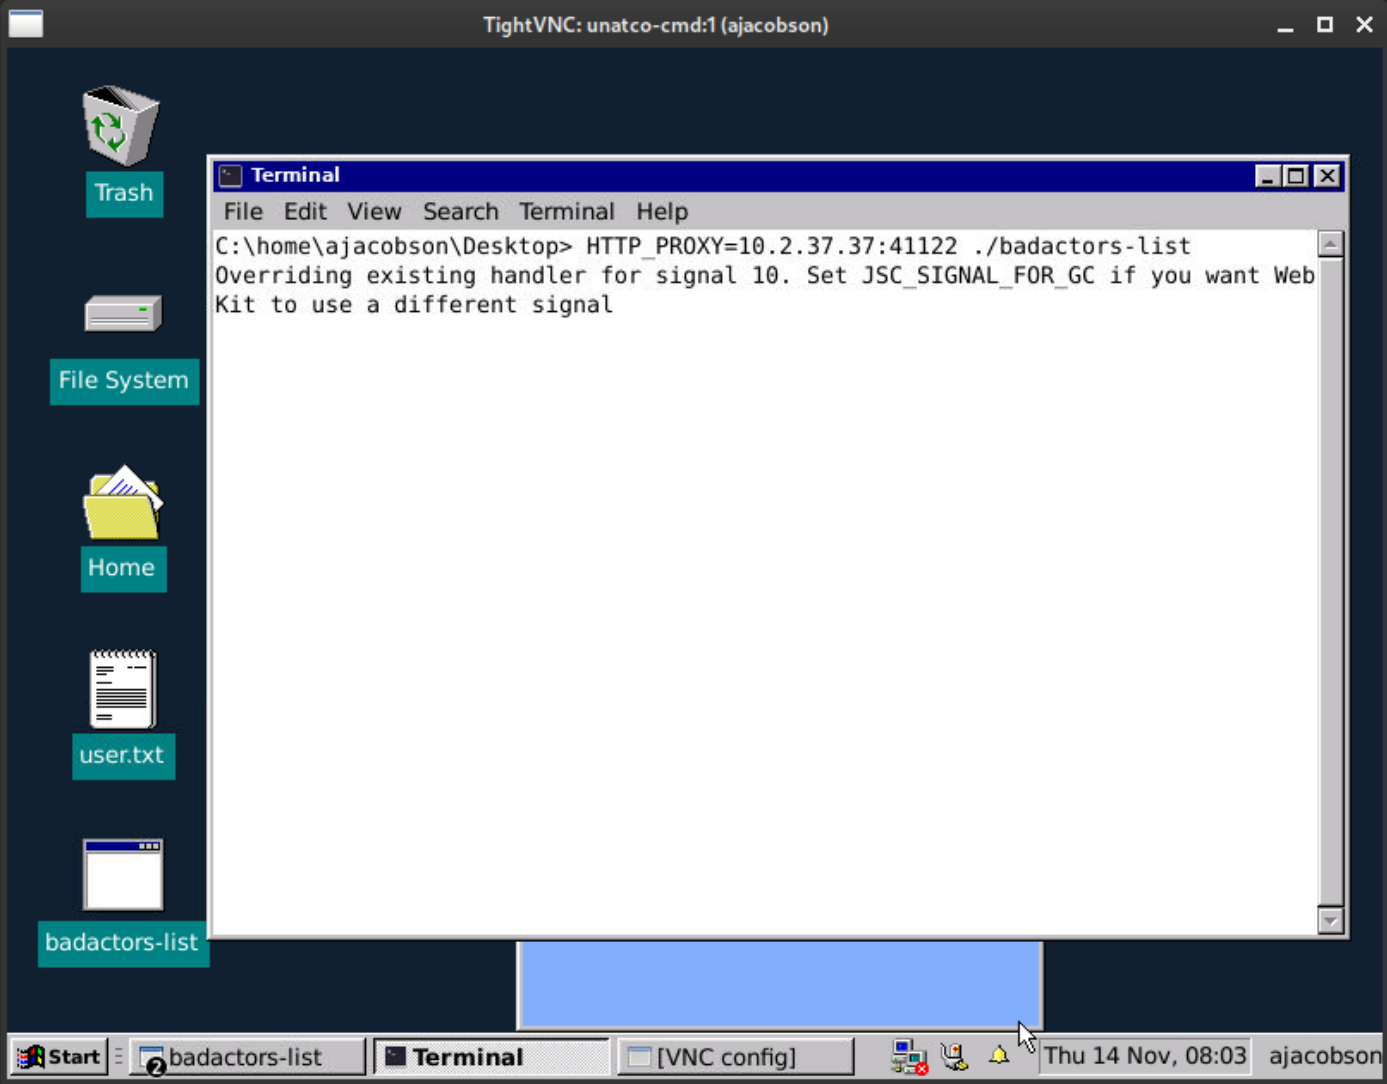 TightVNC: unatco-cmd:1 (ajacobson)
Trash
File System
Home
user.txt
badactors-list
Terminal
File Edit View Search Terminal Help
C:\home\ajacobson\Desktop> HTTP_PROXY=10.2.37.37:41122 ./badactors-list
Overriding existing handler for signal 10. Set JSC_SIGNAL_FOR_GC if you want Web
Kit to use a different signal
Start 2 badactors-list Terminal [VNC config] Thu 14 Nov, 08:03 ajacobson